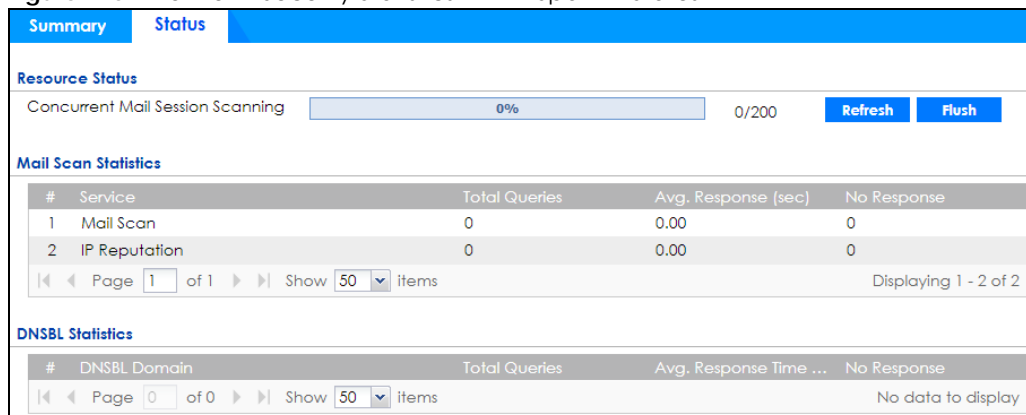 Summary Status
Resource Status
Concurrent Mail Session Scanning 0% 0/200 Refresh Flush
Mail Scan Statistics
# Service Total Queries Avg. Response (sec) No Response
1 Mail Scan 0 0.00 0
2 IP Reputation 0 0.00 0
Page 1 of 1 Show 50 items Displaying 1 - 2 of 2
DNSBL Statistics
# DNSBL Domain Total Queries Avg. Response Time ... No Response
Page 0 of 0 Show 50 items No data to display